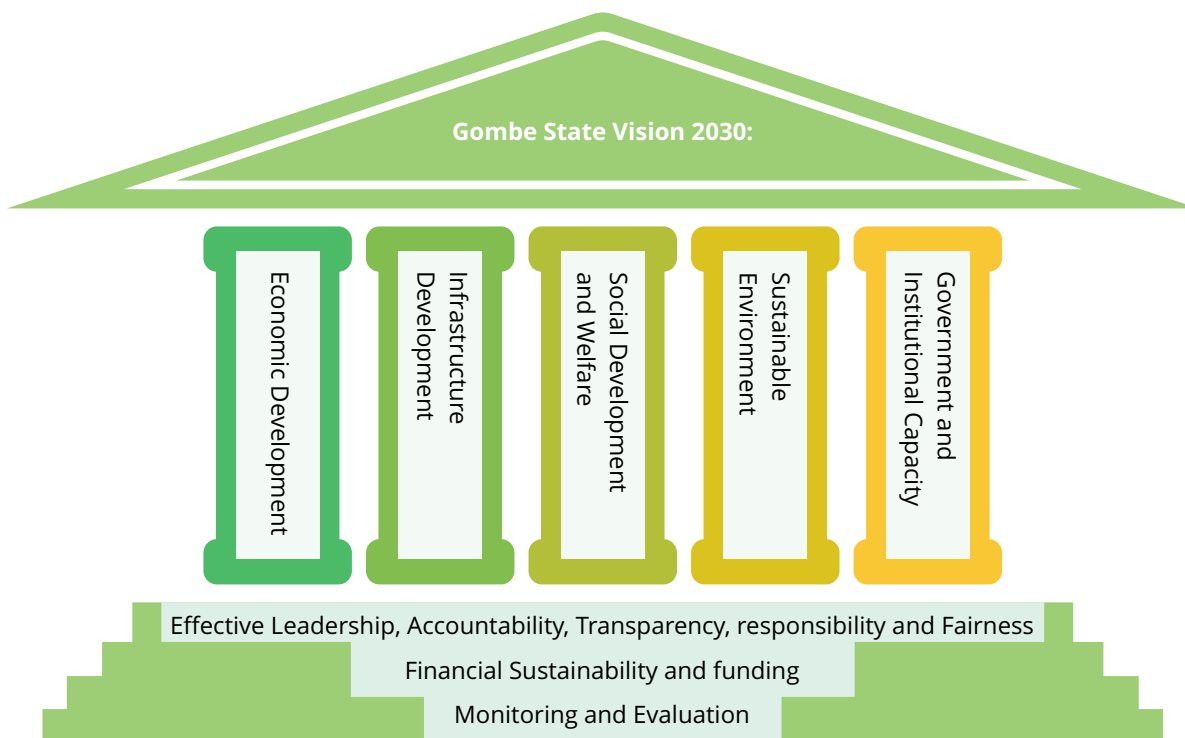 Gombe State Vision 2030:
Economic Development
Infrastructure
Development
Social Development
and Welfare
Sustainable
Environment
Government and
Institutional Capacity
Effective Leadership, Accountability, Transparency, responsibility and Fairness
Financial Sustainability and funding
Monitoring and Evaluation